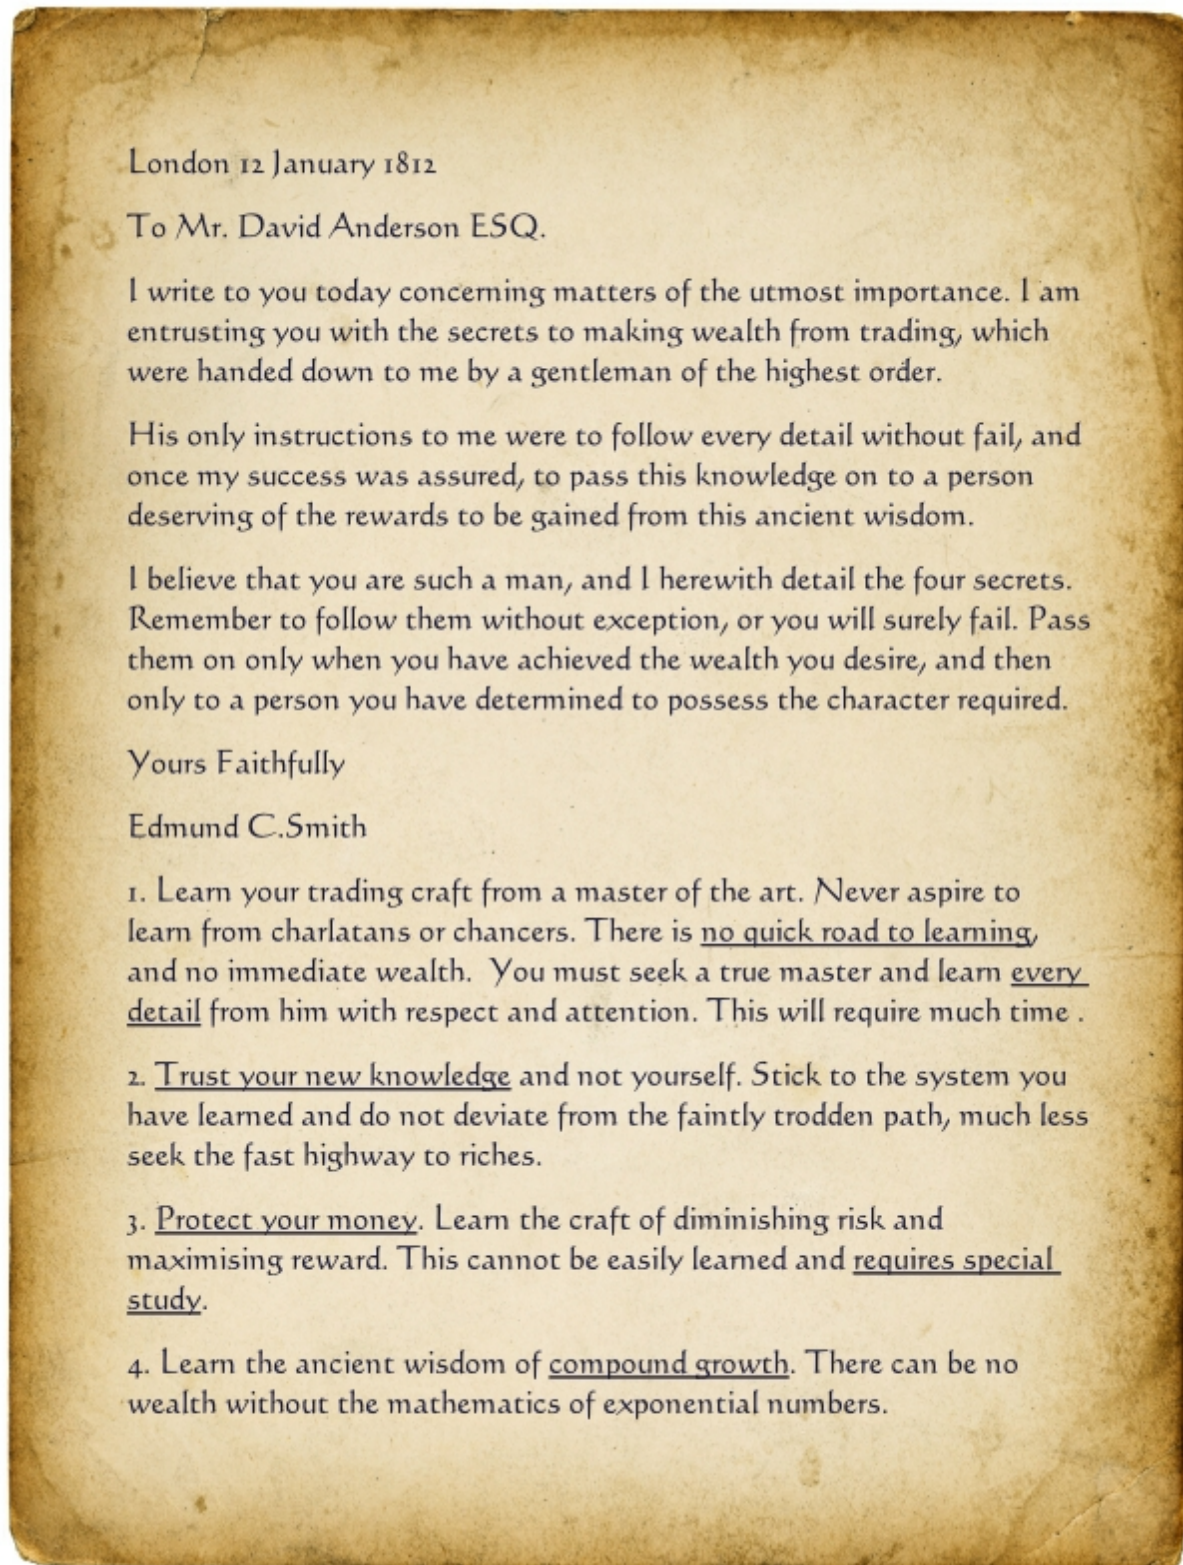 London 12 January 1812
To Mr. David Anderson ESQ.
I write to you today concerning matters of the utmost importance. I am
entrusting you with the secrets to making wealth from trading, which
were handed down to me by a gentleman of the highest order.
His only instructions to me were to follow every detail without fail, and
once my success was assured, to pass this knowledge on to a person
deserving of the rewards to be gained from this ancient wisdom.
I believe that you are such a man, and I herewith detail the four secrets.
Remember to follow them without exception, or you will surely fail. Pass
them on only when you have achieved the wealth you desire, and then
only to a person you have determined to possess the character required.
Yours Faithfully
Edmund C.Smith
1. Learn your trading craft from a master of the art. Never aspire to
learn from charlatans or chancers. There is no quick road to learning,
and no immediate wealth.  You must seek a true master and learn every
detail from him with respect and attention. This will require much time .
2. Trust your new knowledge and not yourself. Stick to the system you
have learned and do not deviate from the faintly trodden path, much less
seek the fast highway to riches.
3. Protect your money. Learn the craft of diminishing risk and
maximising reward. This cannot be easily learned and requires special
study.
4. Learn the ancient wisdom of compound growth. There can be no
wealth without the mathematics of exponential numbers.